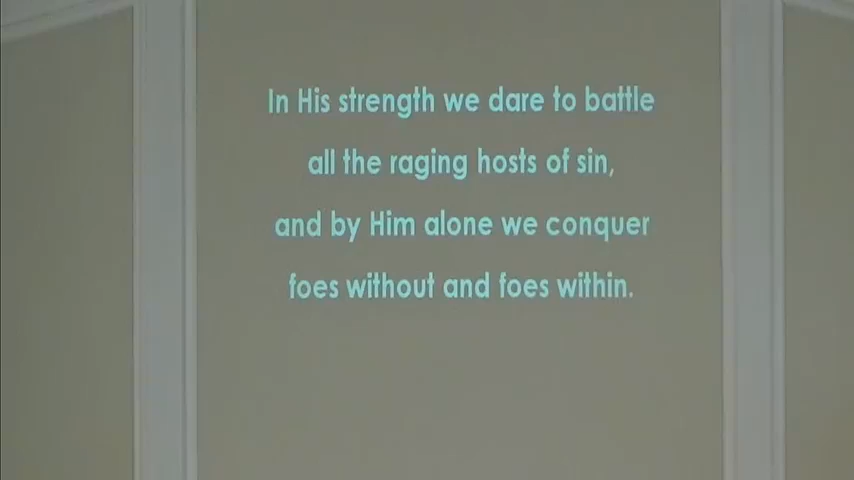 In His strength we dare to battle
all the raging hosts of sin,
and by Him alone we conquer
foes without and foes within.